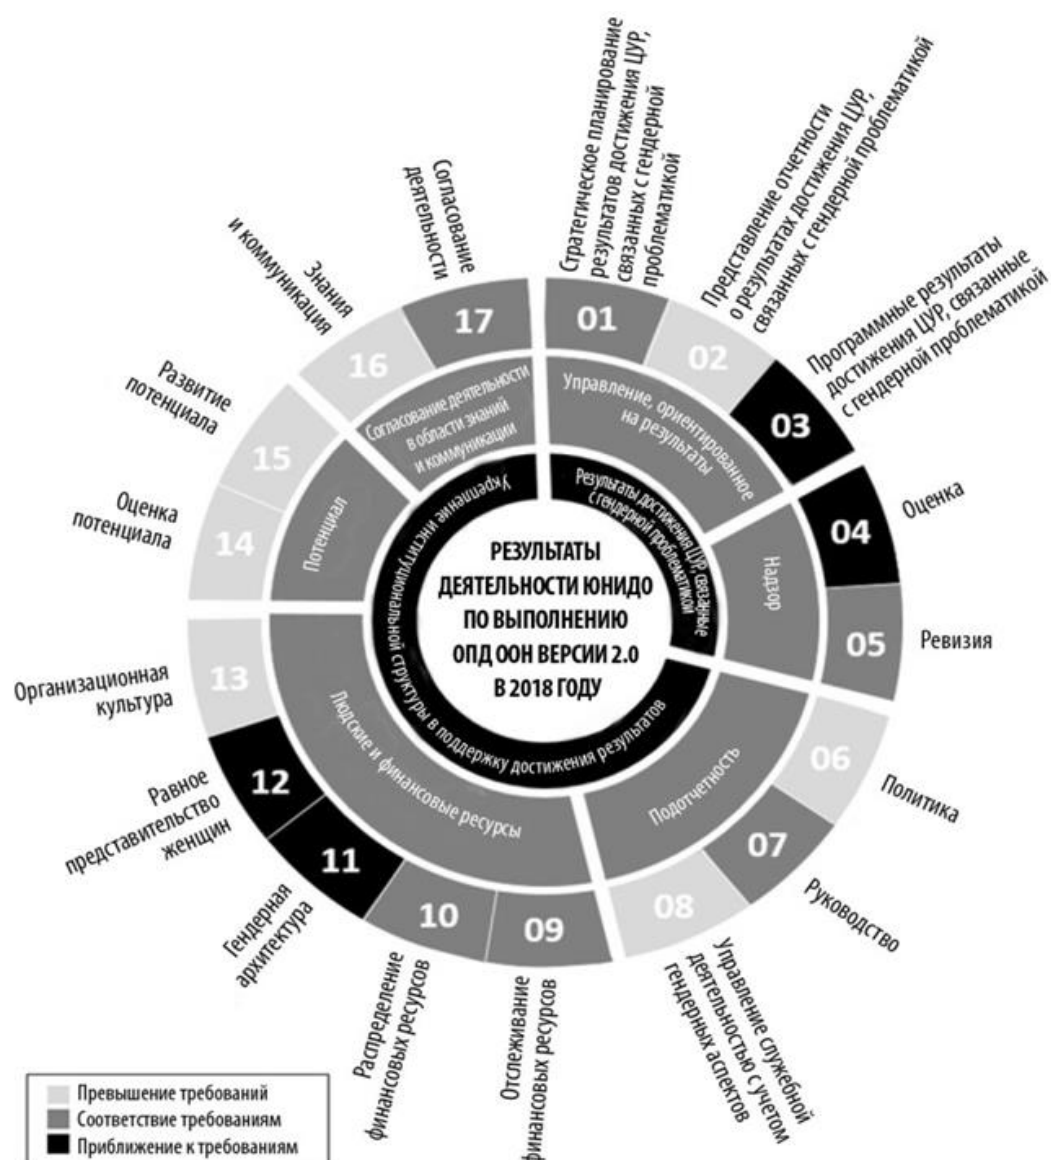 Стратегическое планирование
результатов достижения ЦУР,
связанных с гендерной
проблематикой
Представление отчетности
о результатах достижения ЦУР,
связанных с гендерной проблематикой
Программные результаты
достижения ЦУР, связанные
с гендерной проблематикой
Оценка
Ревизия
Политика
Руководство
Управление служебной
деятельностью с учетом
гендерных аспектов
Отслеживание
финансовых ресурсов
Распределение
финансовых ресурсов
Гендерная
архитектура
Равное
представительство
женщин
Организационная
культура
Оценка
потенциала
Развитие
потенциала
Знания
и коммуникация
Согласование
деятельности
01
02
03
04
05
06
07
08
09
10
11
12
13
14
15
16
17
Управление, ориентированное
на результаты
Надзор
Подотчетность
Людские и финансовые ресурсы
Потенциал
Согласование деятельности
в области знаний
и коммуникации
Результаты достижения ЦУР, связанные
с гендерной проблематикой
Укрепление институциональной структуры в поддержку достижения результатов
РЕЗУЛЬТАТЫ
ДЕЯТЕЛЬНОСТИ ЮНИДО
ПО ВЫПОЛНЕНИЮ
ОПД ООН ВЕРСИИ 2.0
В 2018 ГОДУ
Превышение требований
Соответствие требованиям
Приближение к требованиям